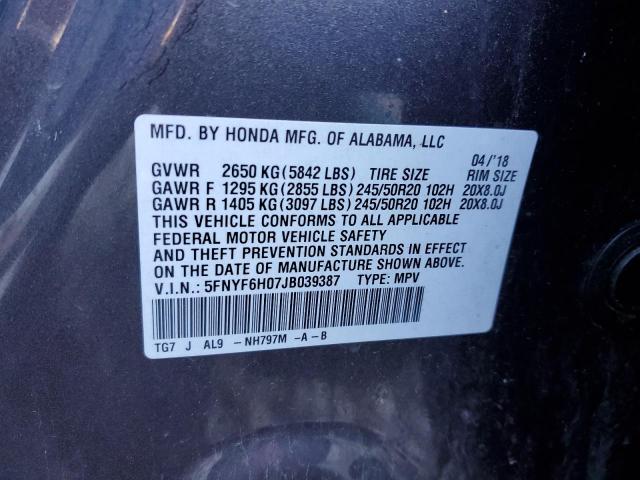 MFD. BY HONDA MFG. OF ALABAMA, LLC
04/'18
GVWR 2650 KG (5842 LBS) TIRE SIZE RIM SIZE
GAWR F 1295 KG (2855 LBS) 245/50R20 102H 20X8.0J
GAWR R 1405 KG (3097 LBS) 245/50R20 102H 20X8.0J
THIS VEHICLE CONFORMS TO ALL APPLICABLE
FEDERAL MOTOR VEHICLE SAFETY
AND THEFT PREVENTION STANDARDS IN EFFECT
ON THE DATE OF MANUFACTURE SHOWN ABOVE.
V.I.N.: 5FNYF6H07JB039387 TYPE: MPV
TG7 J AL9 -NH797M -A-B